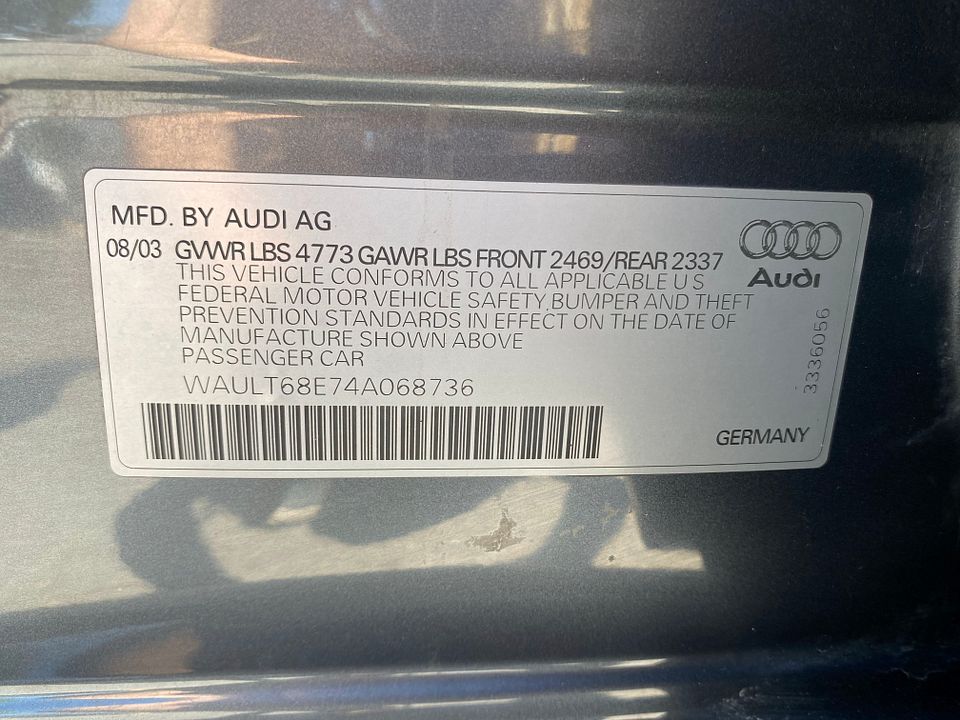 MFD. BY AUDI AG
08/03 GVWR LBS 4773 GAWR LBS FRONT 2469/REAR 2337
THIS VEHICLE CONFORMS TO ALL APPLICABLE U S
FEDERAL MOTOR VEHICLE SAFETY, BUMPER AND THEFT
PREVENTION STANDARDS IN EFFECT ON THE DATE OF
MANUFACTURE SHOWN ABOVE
PASSENGER CAR
WAULT68E74A068736
Audi
3336056
GERMANY